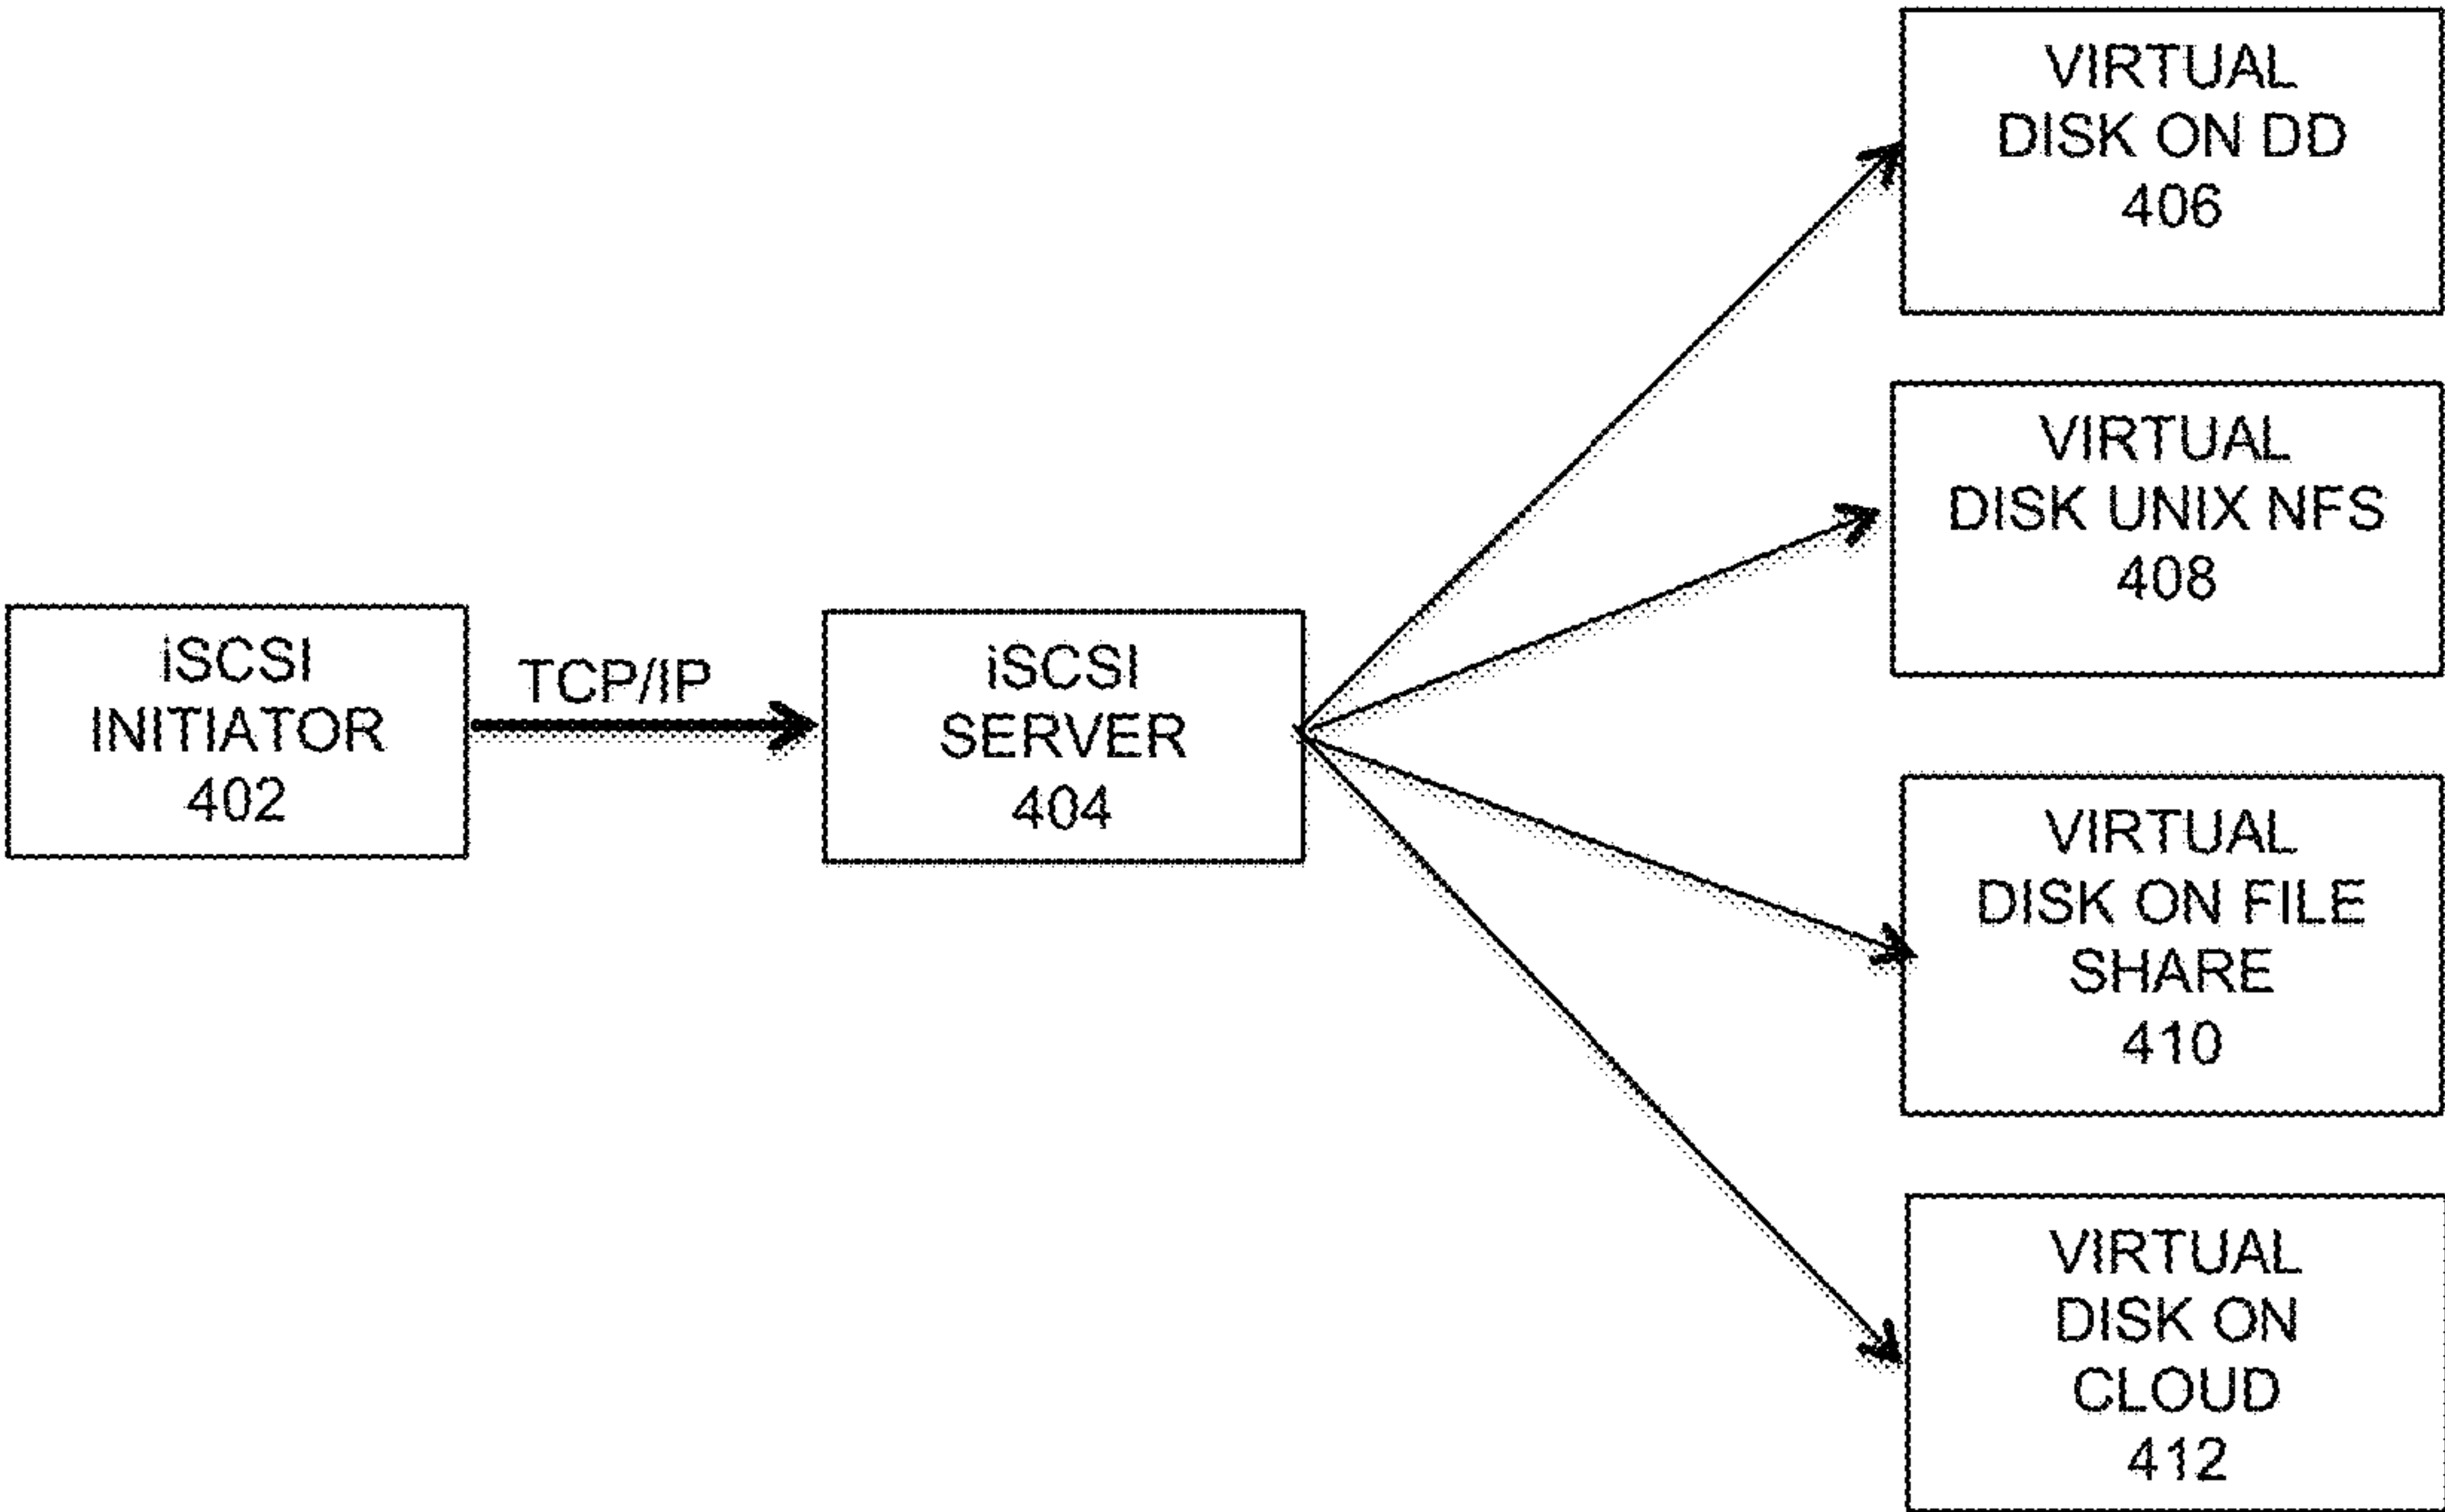 iSCSI
INITIATOR
402
TCP/IP
iSCSI
SERVER
404
VIRTUAL
DISK ON DD
406
VIRTUAL
DISK UNIX NFS
408
VIRTUAL
DISK ON FILE
SHARE
410
VIRTUAL
DISK ON
CLOUD
412